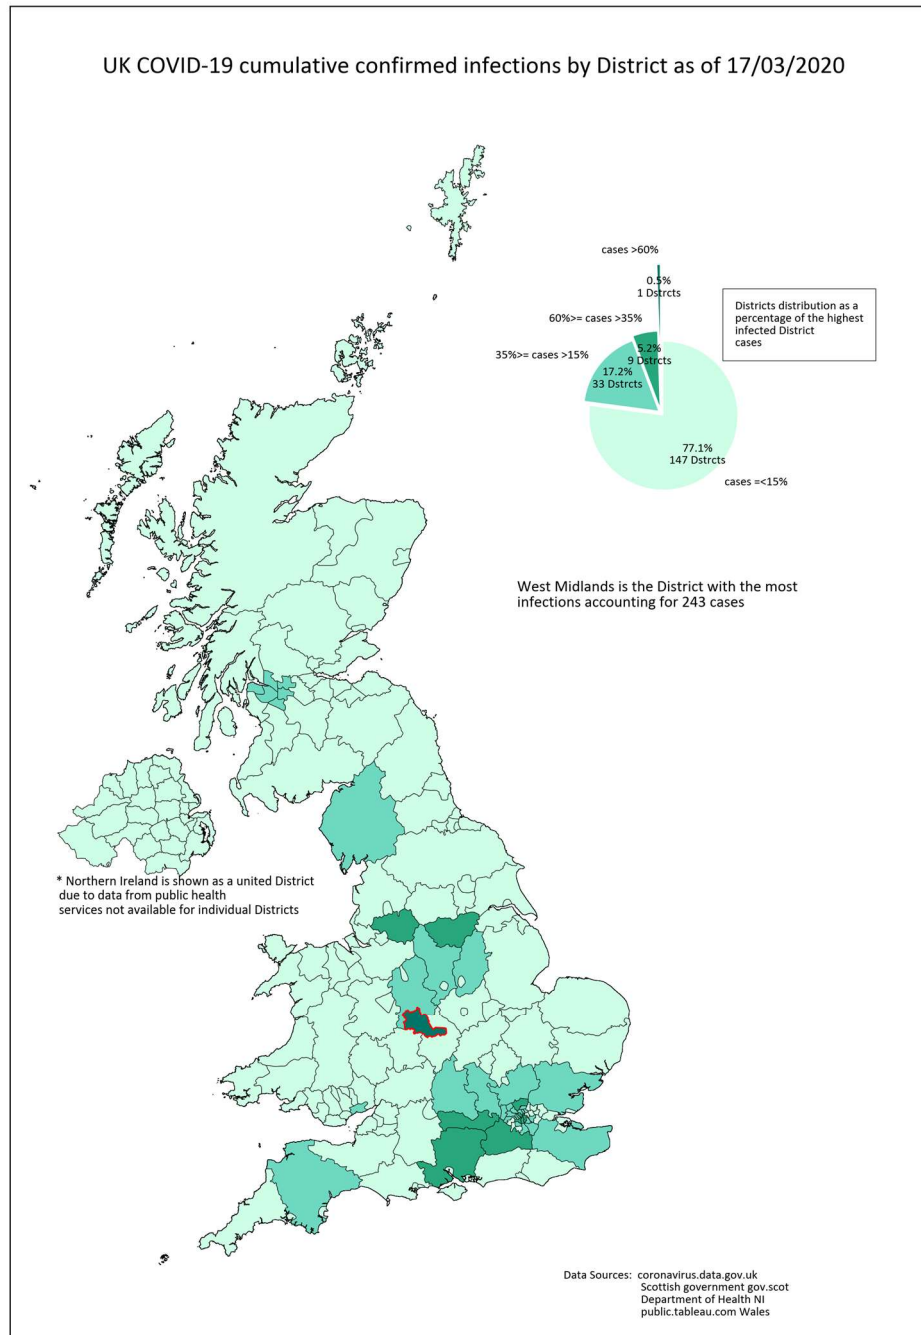 UK COVID-19 cumulative confirmed infections by District as of 17/03/2020
cases >60%
0.5%
1 Dstrcts
60%>= cases >35%
5.2%
9 Dstrcts
35%>= cases >15%
17.2%
33 Dstrcts
77.1%
147 Dstrcts
cases =<15%
Districts distribution as a
percentage of the highest
infected District
cases
West Midlands is the District with the most
infections accounting for 243 cases
* Northern Ireland is shown as a united District
due to data from public health
services not available for individual Districts
Data Sources: coronavirus.data.gov.uk
Scottish government gov.scot
Department of Health NI
public.tableau.com Wales